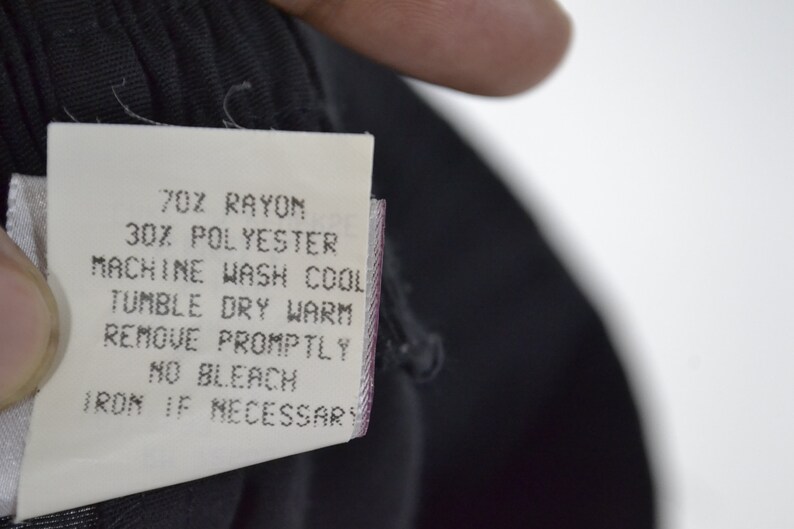 70% RAYON
30% POLYESTER
MACHINE WASH COOL
TUMBLE DRY WARM
REMOVE PROMPTLY
NO BLEACH
IRON IF NECESSARY